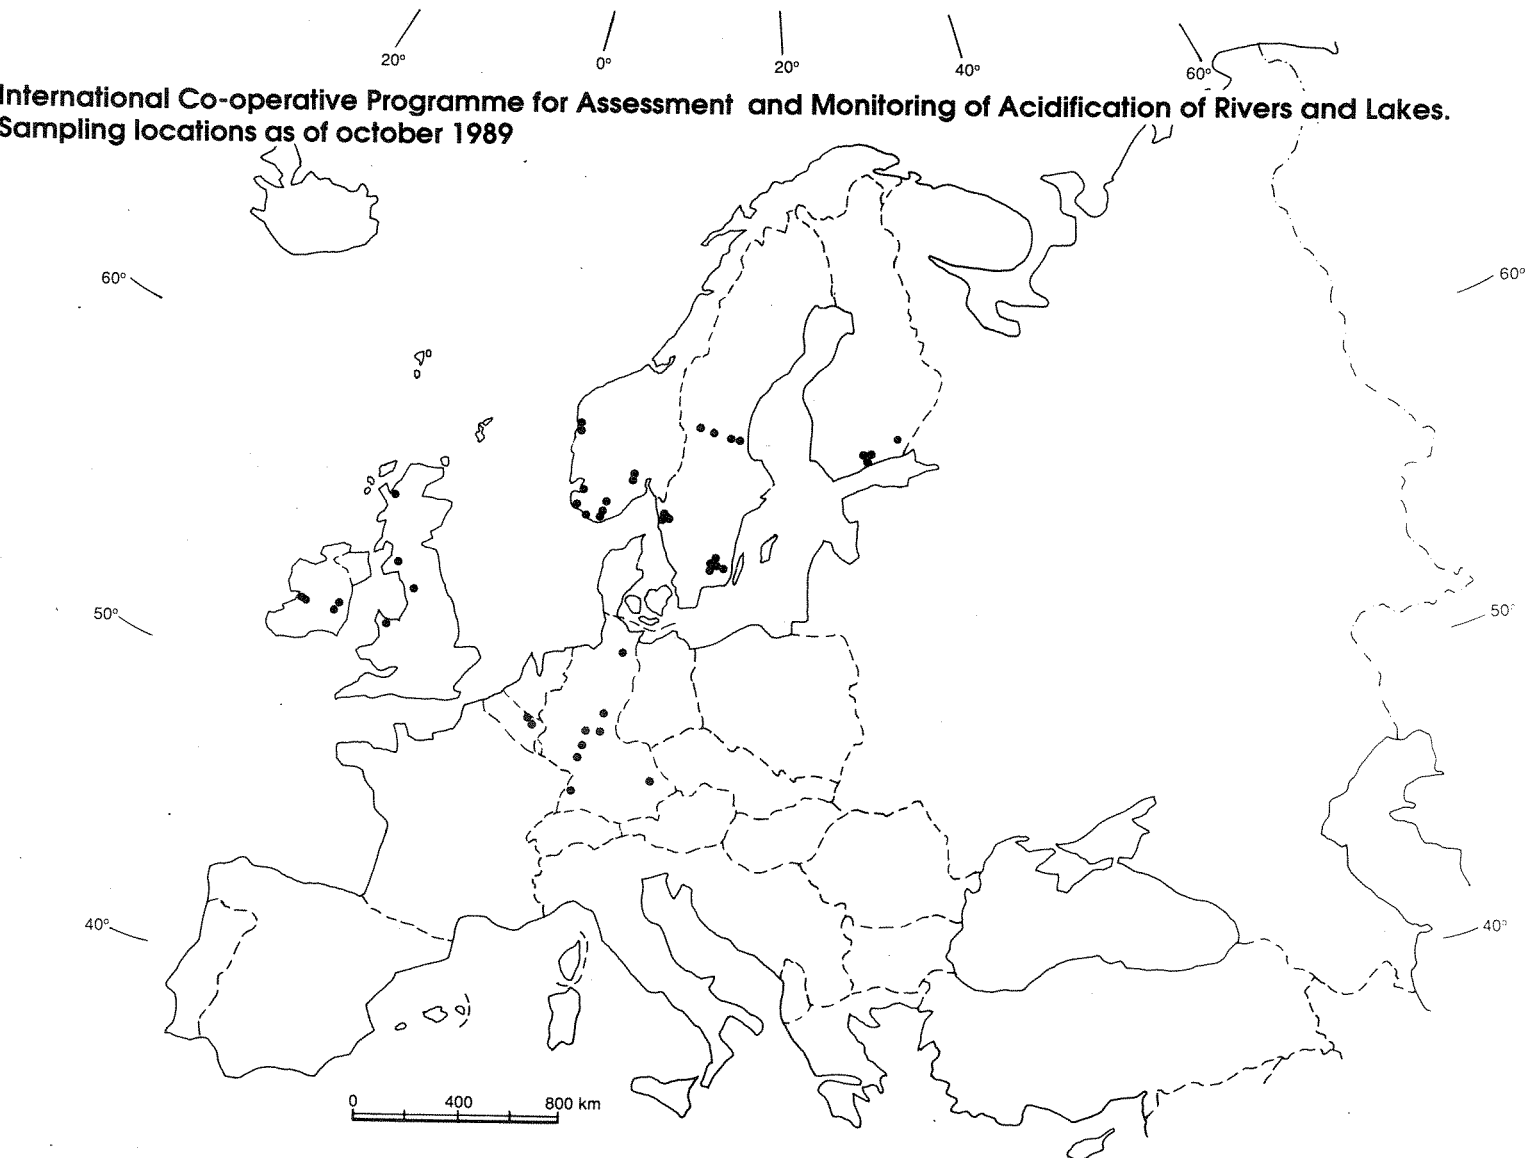 20° 0° 20° 40° 60°
International Co-operative Programme for Assessment and Monitoring of Acidification of Rivers and Lakes.
Sampling locations as of october 1989
60° 60°
50° 50°
40° 40°
0 400 800 km